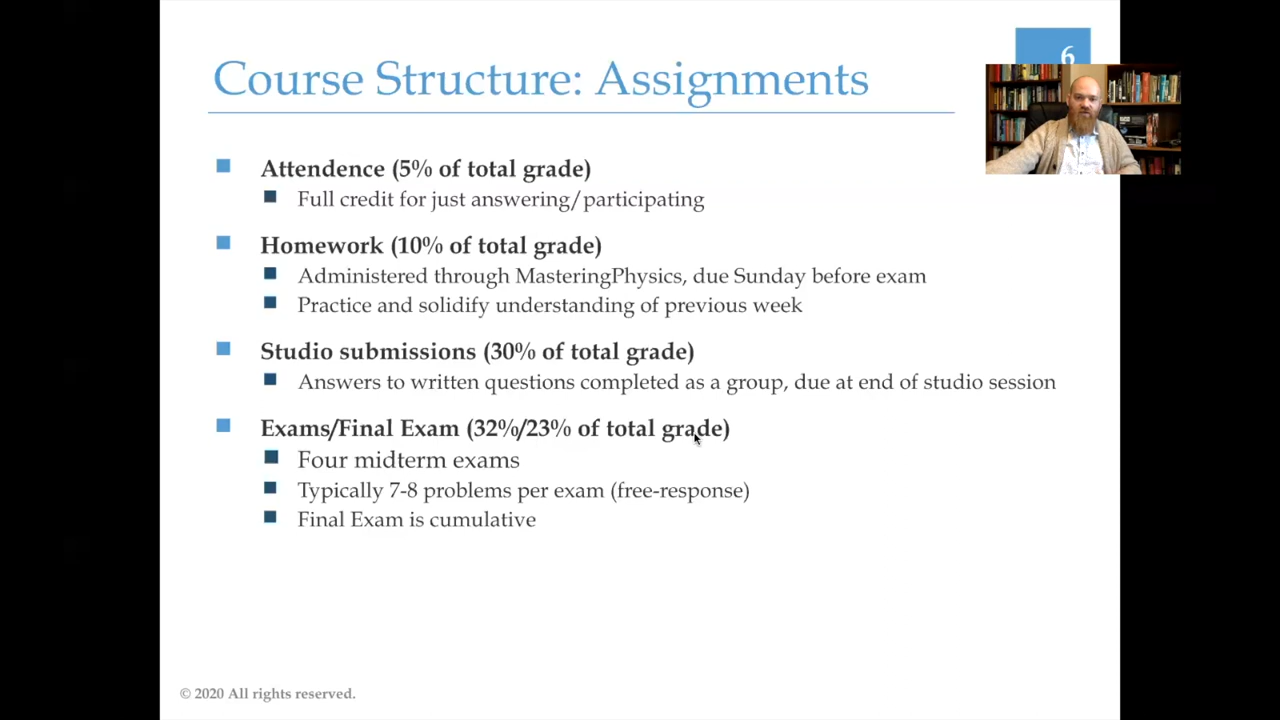 6
Course Structure: Assignments
Attendence (5% of total grade)
Full credit for just answering/participating
Homework (10% of total grade)
Administered through MasteringPhysics, due Sunday before exam
Practice and solidify understanding of previous week
Studio submissions (30% of total grade)
Answers to written questions completed as a group, due at end of studio session
Exams/Final Exam (32%/23% of total grade)
Four midterm exams
Typically 7-8 problems per exam (free-response)
Final Exam is cumulative
© 2020 All rights reserved.